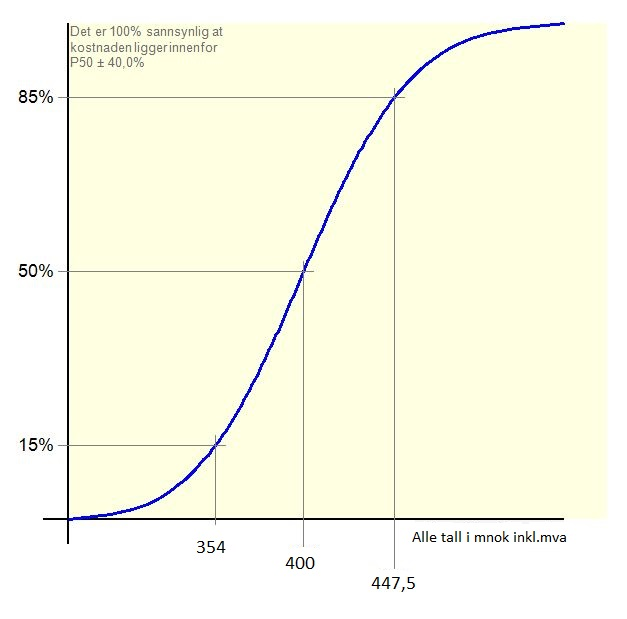 Det er 100% sannsynlig at
kostnaden ligger innenfor
P50 ± 40,0%
85%
50%
15%
354
400
447,5
Alle tall i mnok inkl.mva